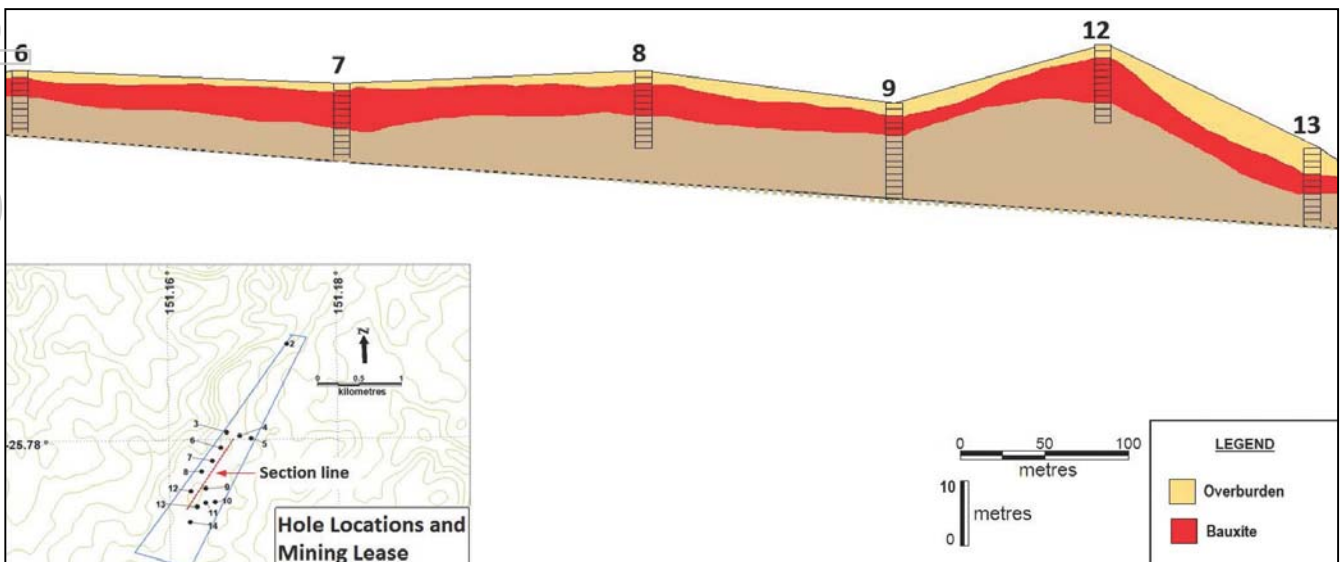 6
7
8
9
12
13
151.16 °
151.18 °
-25.78 °
2
N
0 0.5 1
kilometres
3
4
5
6
7
8
9
10
11
12
13
14
Section line
Hole Locations and
Mining Lease
0 50 100
metres
10
metres
0
LEGEND
Overburden
Bauxite